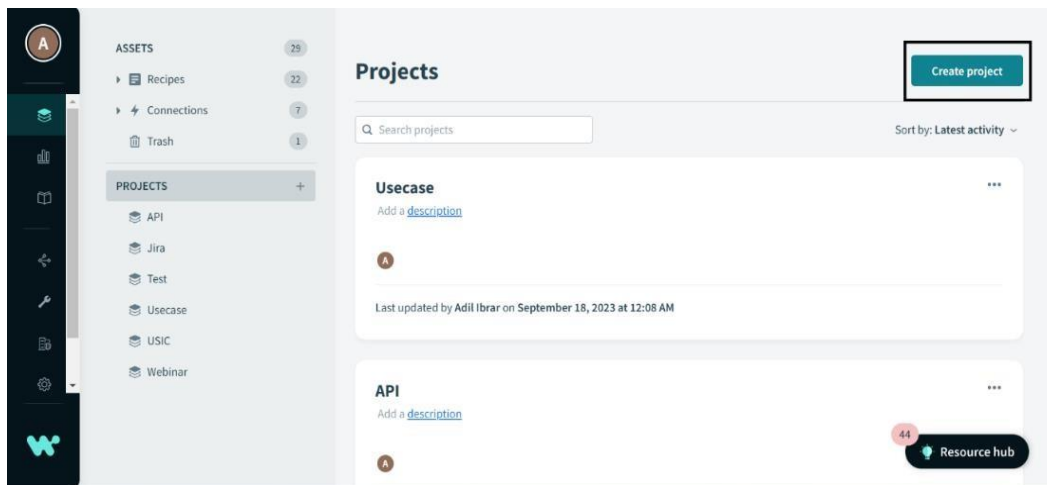 A
ASSETS 29
Recipes 22
Connections 7
Trash 1
PROJECTS +
API
Jira
Test
Usecase
USIC
Webinar
Projects
Create project
Search projects
Sort by: Latest activity
Usecase
Add a description
A
Last updated by Adil Ibrar on September 18, 2023 at 12:08 AM
API
Add a description
A
44
Resource hub